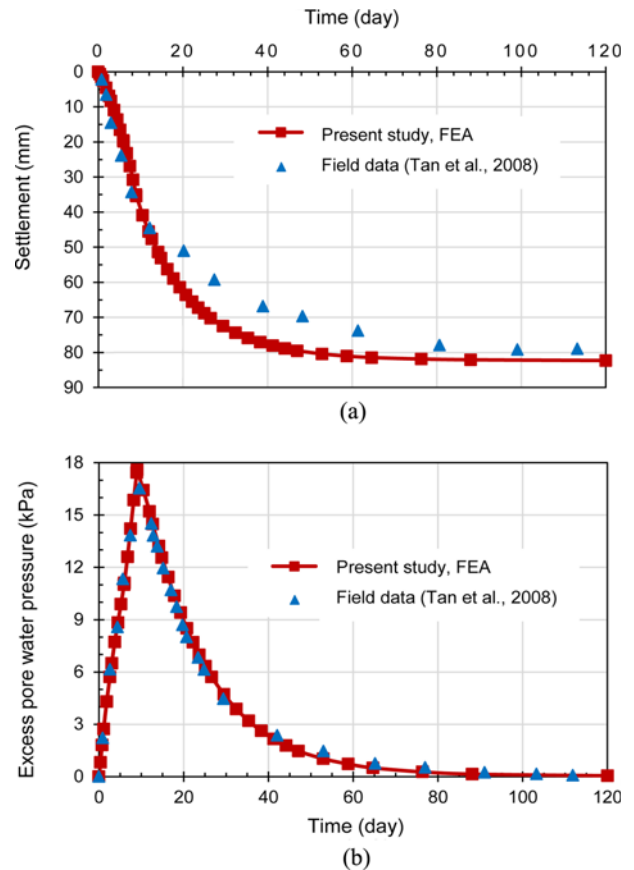 Time (day)
0 20 40 60 80 100 120
0
10
20
30
40
50
60
70
80
90
Settlement (mm)
Present study, FEA
Field data (Tan et al., 2008)
(a)
18
15
12
9
6
3
0
Excess pore water pressure (kPa)
Present study, FEA
Field data (Tan et al., 2008)
0 20 40 60 80 100 120
Time (day)
(b)